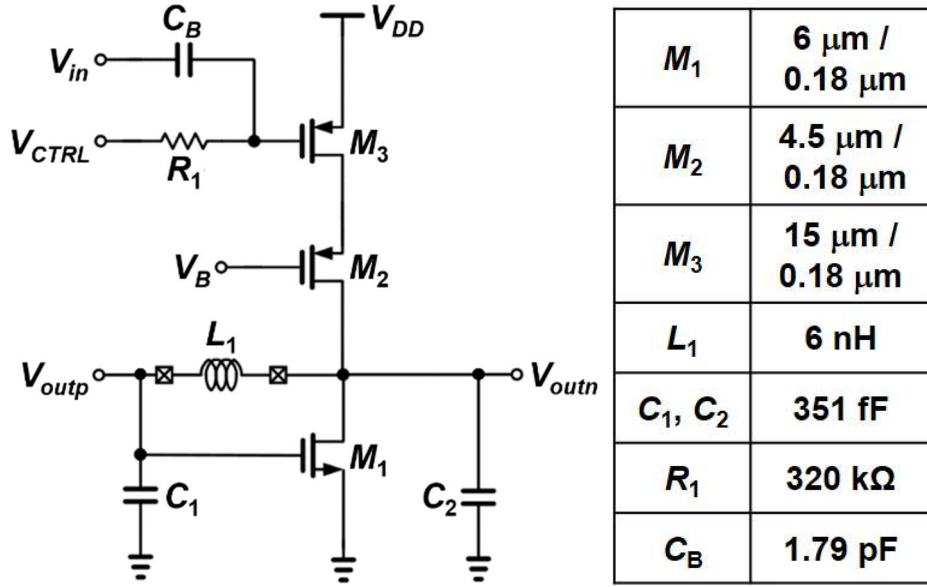 C_B
V_DD
V_in
V_CTRL
R_1
M_3
V_B
M_2
L_1
V_outp
V_outn
M_1
C_1
C_2
M_1
6 μm /
0.18 μm
M_2
4.5 μm /
0.18 μm
M_3
15 μm /
0.18 μm
L_1
6 nH
C_1, C_2
351 fF
R_1
320 kΩ
C_B
1.79 pF